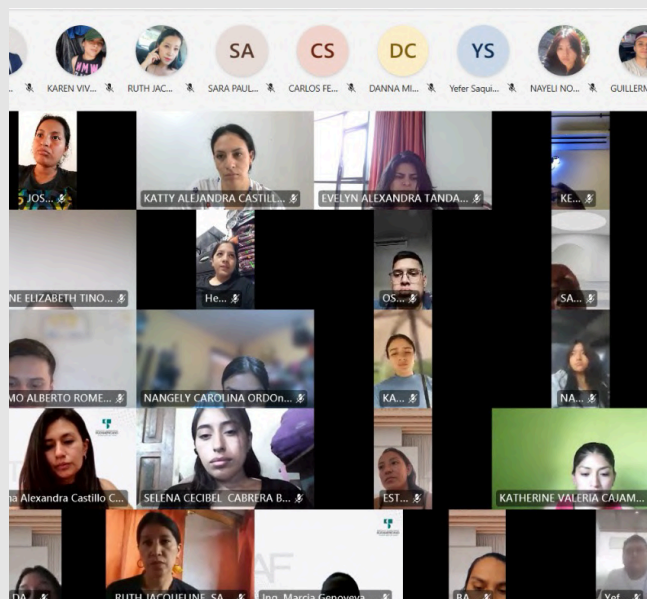 SA
CS
DC
YS
...
KAREN VIV...
RUTH JAC...
SARA PAUL...
CARLOS FE...
DANNA MI...
Yefer Saqui...
NAYELI NO...
GUILLERM
JOS...
KATTY ALEJANDRA CASTILL...
EVELYN ALEXANDRA TANDA...
KE...
NE ELIZABETH TINO...
He...
OS...
SA...
MO ALBERTO ROME...
NANGELY CAROLINA ORDOn...
KA...
NA...
na Alexandra Castillo C...
SELENA CECIBEL CABRERA B...
EST...
KATHERINE VALERIA CAJAM...
AF
DA...
RUTH JACQUELINE SA...
Ing. Marcia Genoveva...
BA...
Yef...